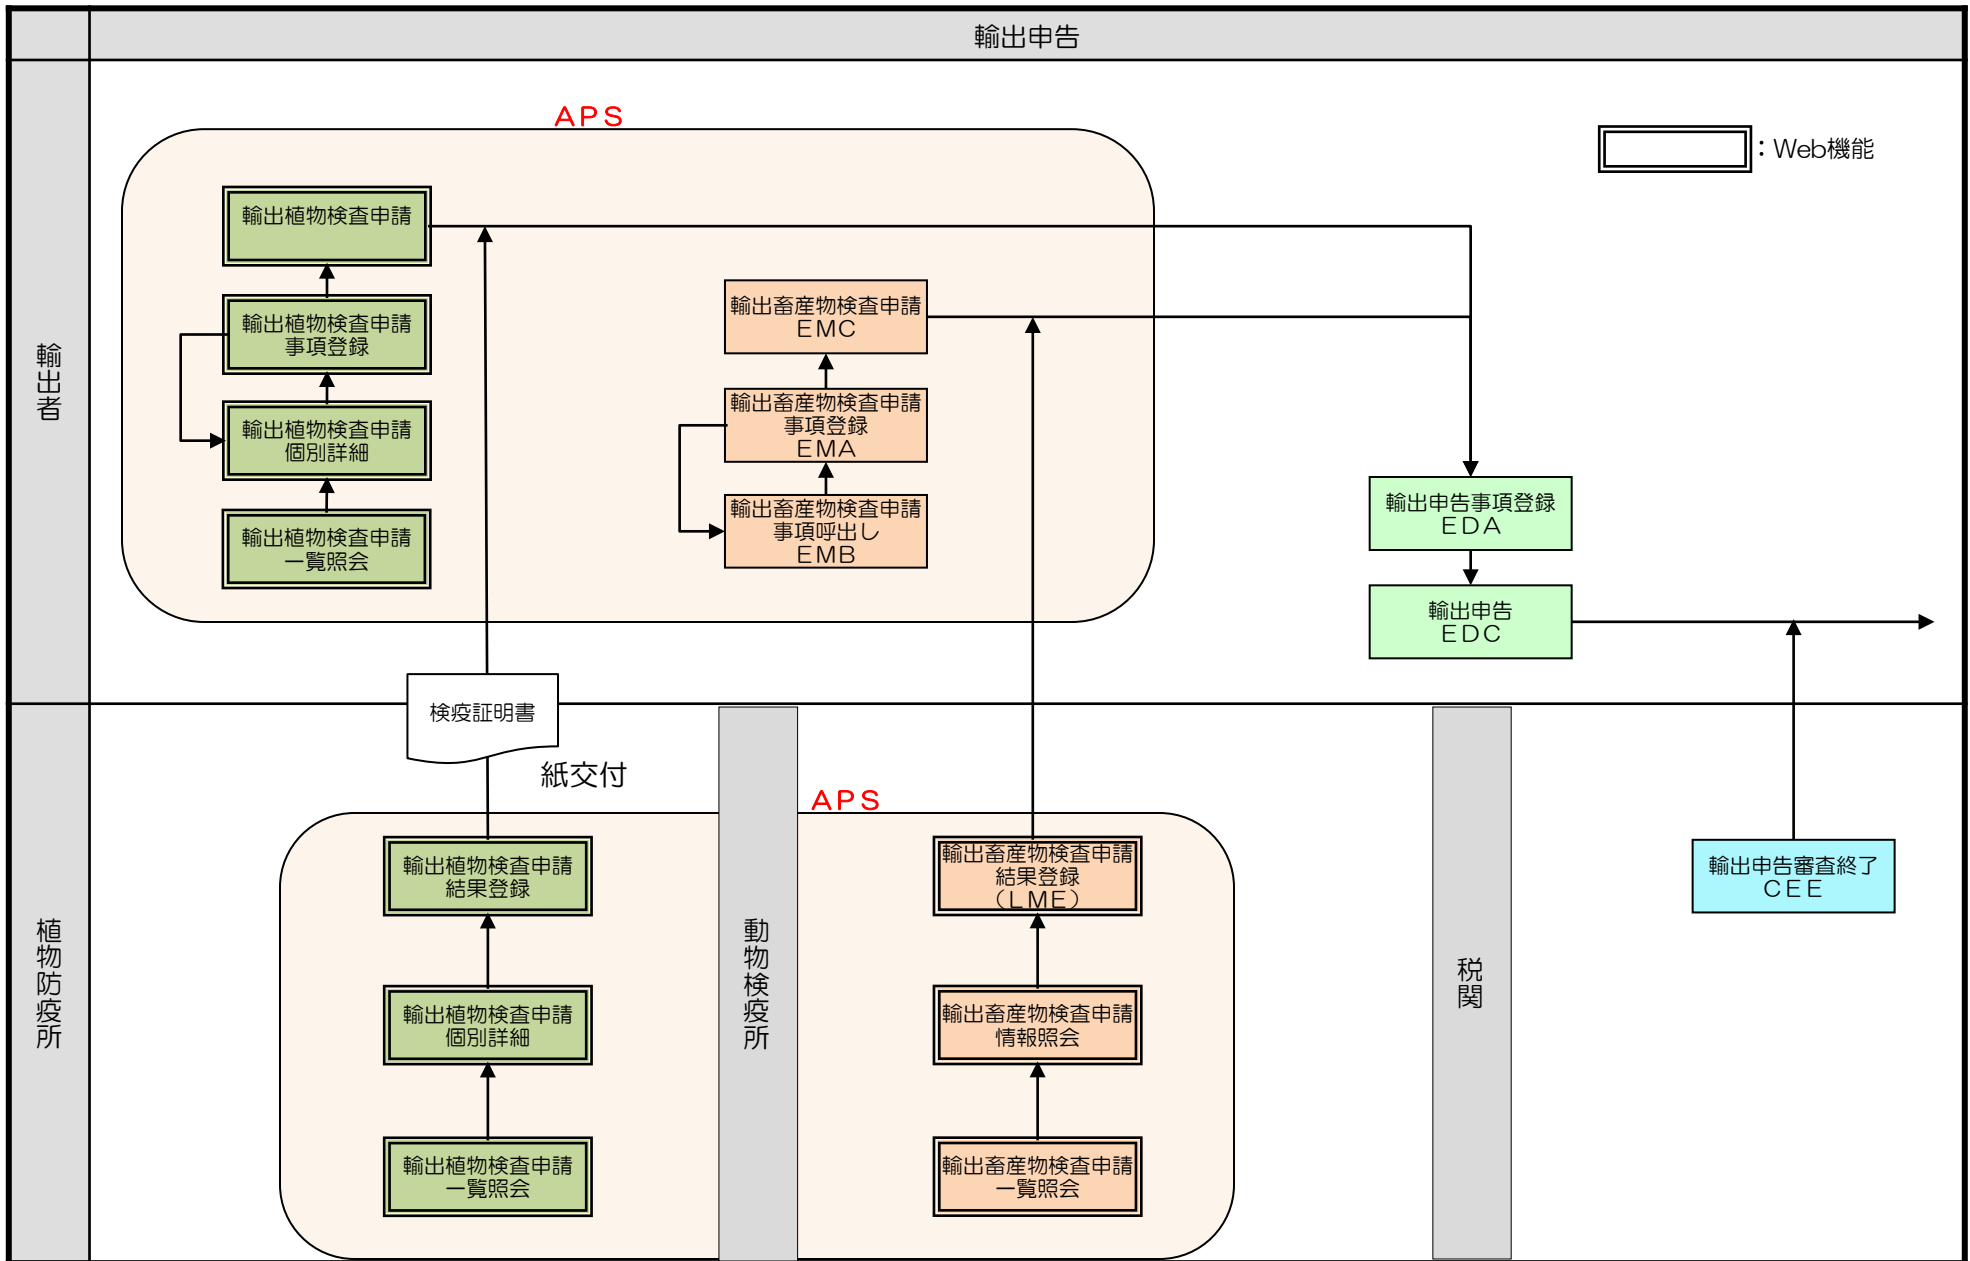 輸出申告
輸出者
ＡＰＳ
：Web機能
輸出植物検査申請
輸出植物検査申請
事項登録
輸出植物検査申請
個別詳細
輸出植物検査申請
一覧照会
輸出畜産物検査申請
ＥＭＣ
輸出畜産物検査申請
事項登録
ＥＭＡ
輸出畜産物検査申請
事項呼出し
ＥＭＢ
輸出申告事項登録
ＥＤＡ
輸出申告
ＥＤＣ
検疫証明書
紙交付
植物防疫所
ＡＰＳ
輸出植物検査申請
結果登録
輸出植物検査申請
個別詳細
輸出植物検査申請
一覧照会
動物検疫所
輸出畜産物検査申請
結果登録
（ＬＭＥ）
輸出畜産物検査申請
情報照会
輸出畜産物検査申請
一覧照会
税関
輸出申告審査終了
ＣＥＥ